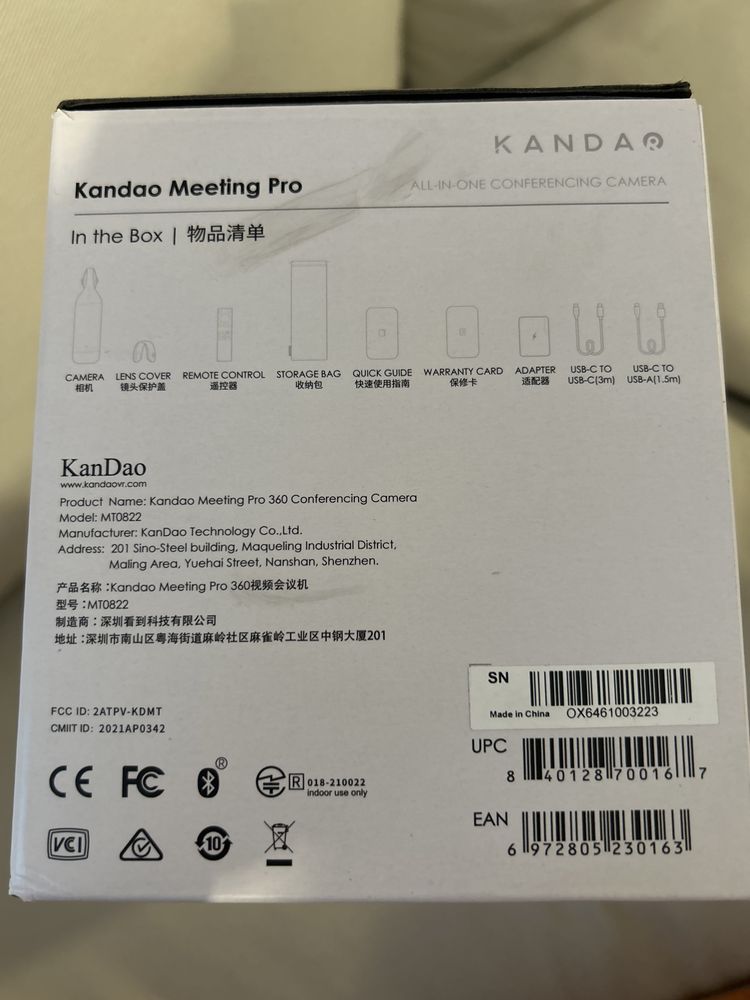 KANDAO
Kandao Meeting Pro
ALL-IN-ONE CONFERENCING CAMERA
In the Box | 物品清单
CAMERA
相机
LENS COVER
镜头保护盖
REMOTE CONTROL
遥控器
STORAGE BAG
收纳包
QUICK GUIDE
快速使用指南
WARRANTY CARD
保修卡
ADAPTER
适配器
USB-C TO
USB-C(3m)
USB-C TO
USB-A(1.5m)
KanDao
www.kandaovr.com
Product Name: Kandao Meeting Pro 360 Conferencing Camera
Model: MT0822
Manufacturer: KanDao Technology Co.,Ltd.
Address: 201 Sino-Steel building, Maqueling Industrial District,
Maling Area, Yuehai Street, Nanshan, Shenzhen.
产品名称：Kandao Meeting Pro 360视频会议机
型号：MT0822
制造商：深圳看到科技有限公司
地址：深圳市南山区粤海街道麻岭社区麻雀岭工业区中钢大厦201
SN
Made in China OX6461003223
FCC ID: 2ATPV-KDMT
CMIIT ID: 2021AP0342
UPC
8 40128 70016 7
CE FC ® R 018-210022
indoor use only
EAN
6 972805 230163
VCI
10